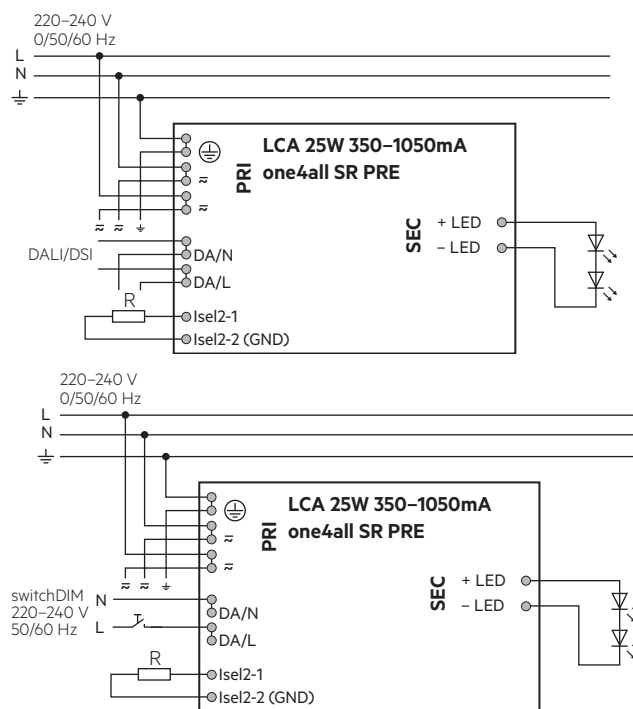 220–240 V
0/50/60 Hz
L
N
LCA 25W 350–1050mA
one4all SR PRE
PRI
SEC
+ LED
– LED
DALI/DSI
DA/N
DA/L
R
Isel2-1
Isel2-2 (GND)
220–240 V
0/50/60 Hz
L
N
LCA 25W 350–1050mA
one4all SR PRE
PRI
SEC
+ LED
– LED
switchDIM
220–240 V
50/60 Hz
N
L
DA/N
DA/L
R
Isel2-1
Isel2-2 (GND)